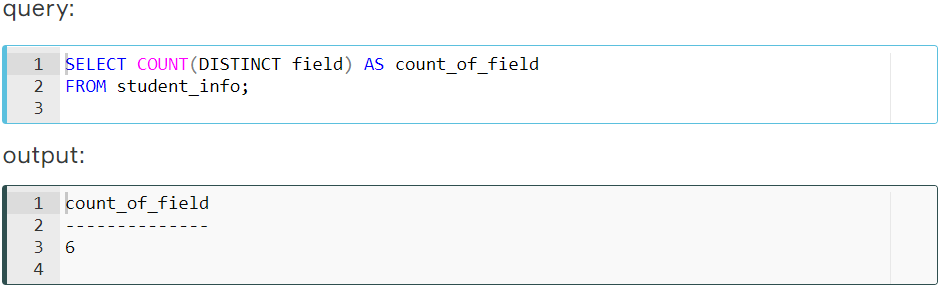 query:
1 SELECT COUNT(DISTINCT field) AS count_of_field
2 FROM student_info;
3
output:
1 count_of_field
2 --------------
3 6
4